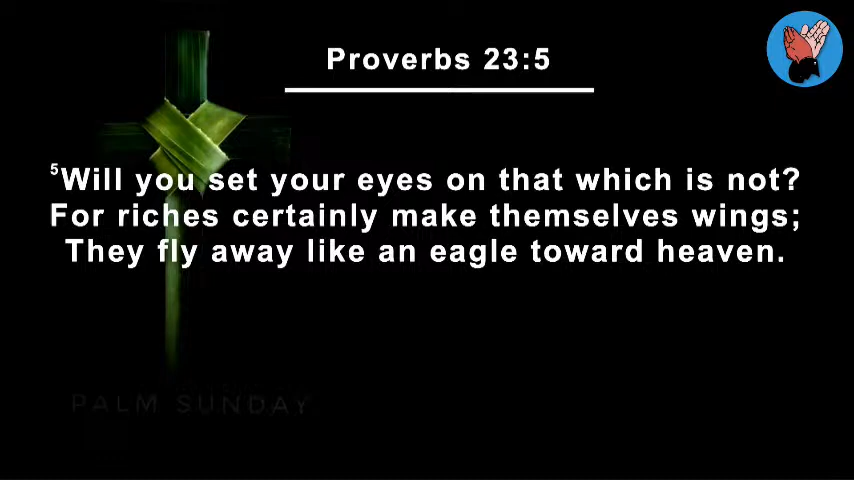 Proverbs 23:5
⁵Will you set your eyes on that which is not?
For riches certainly make themselves wings;
They fly away like an eagle toward heaven.
PALM SUNDAY